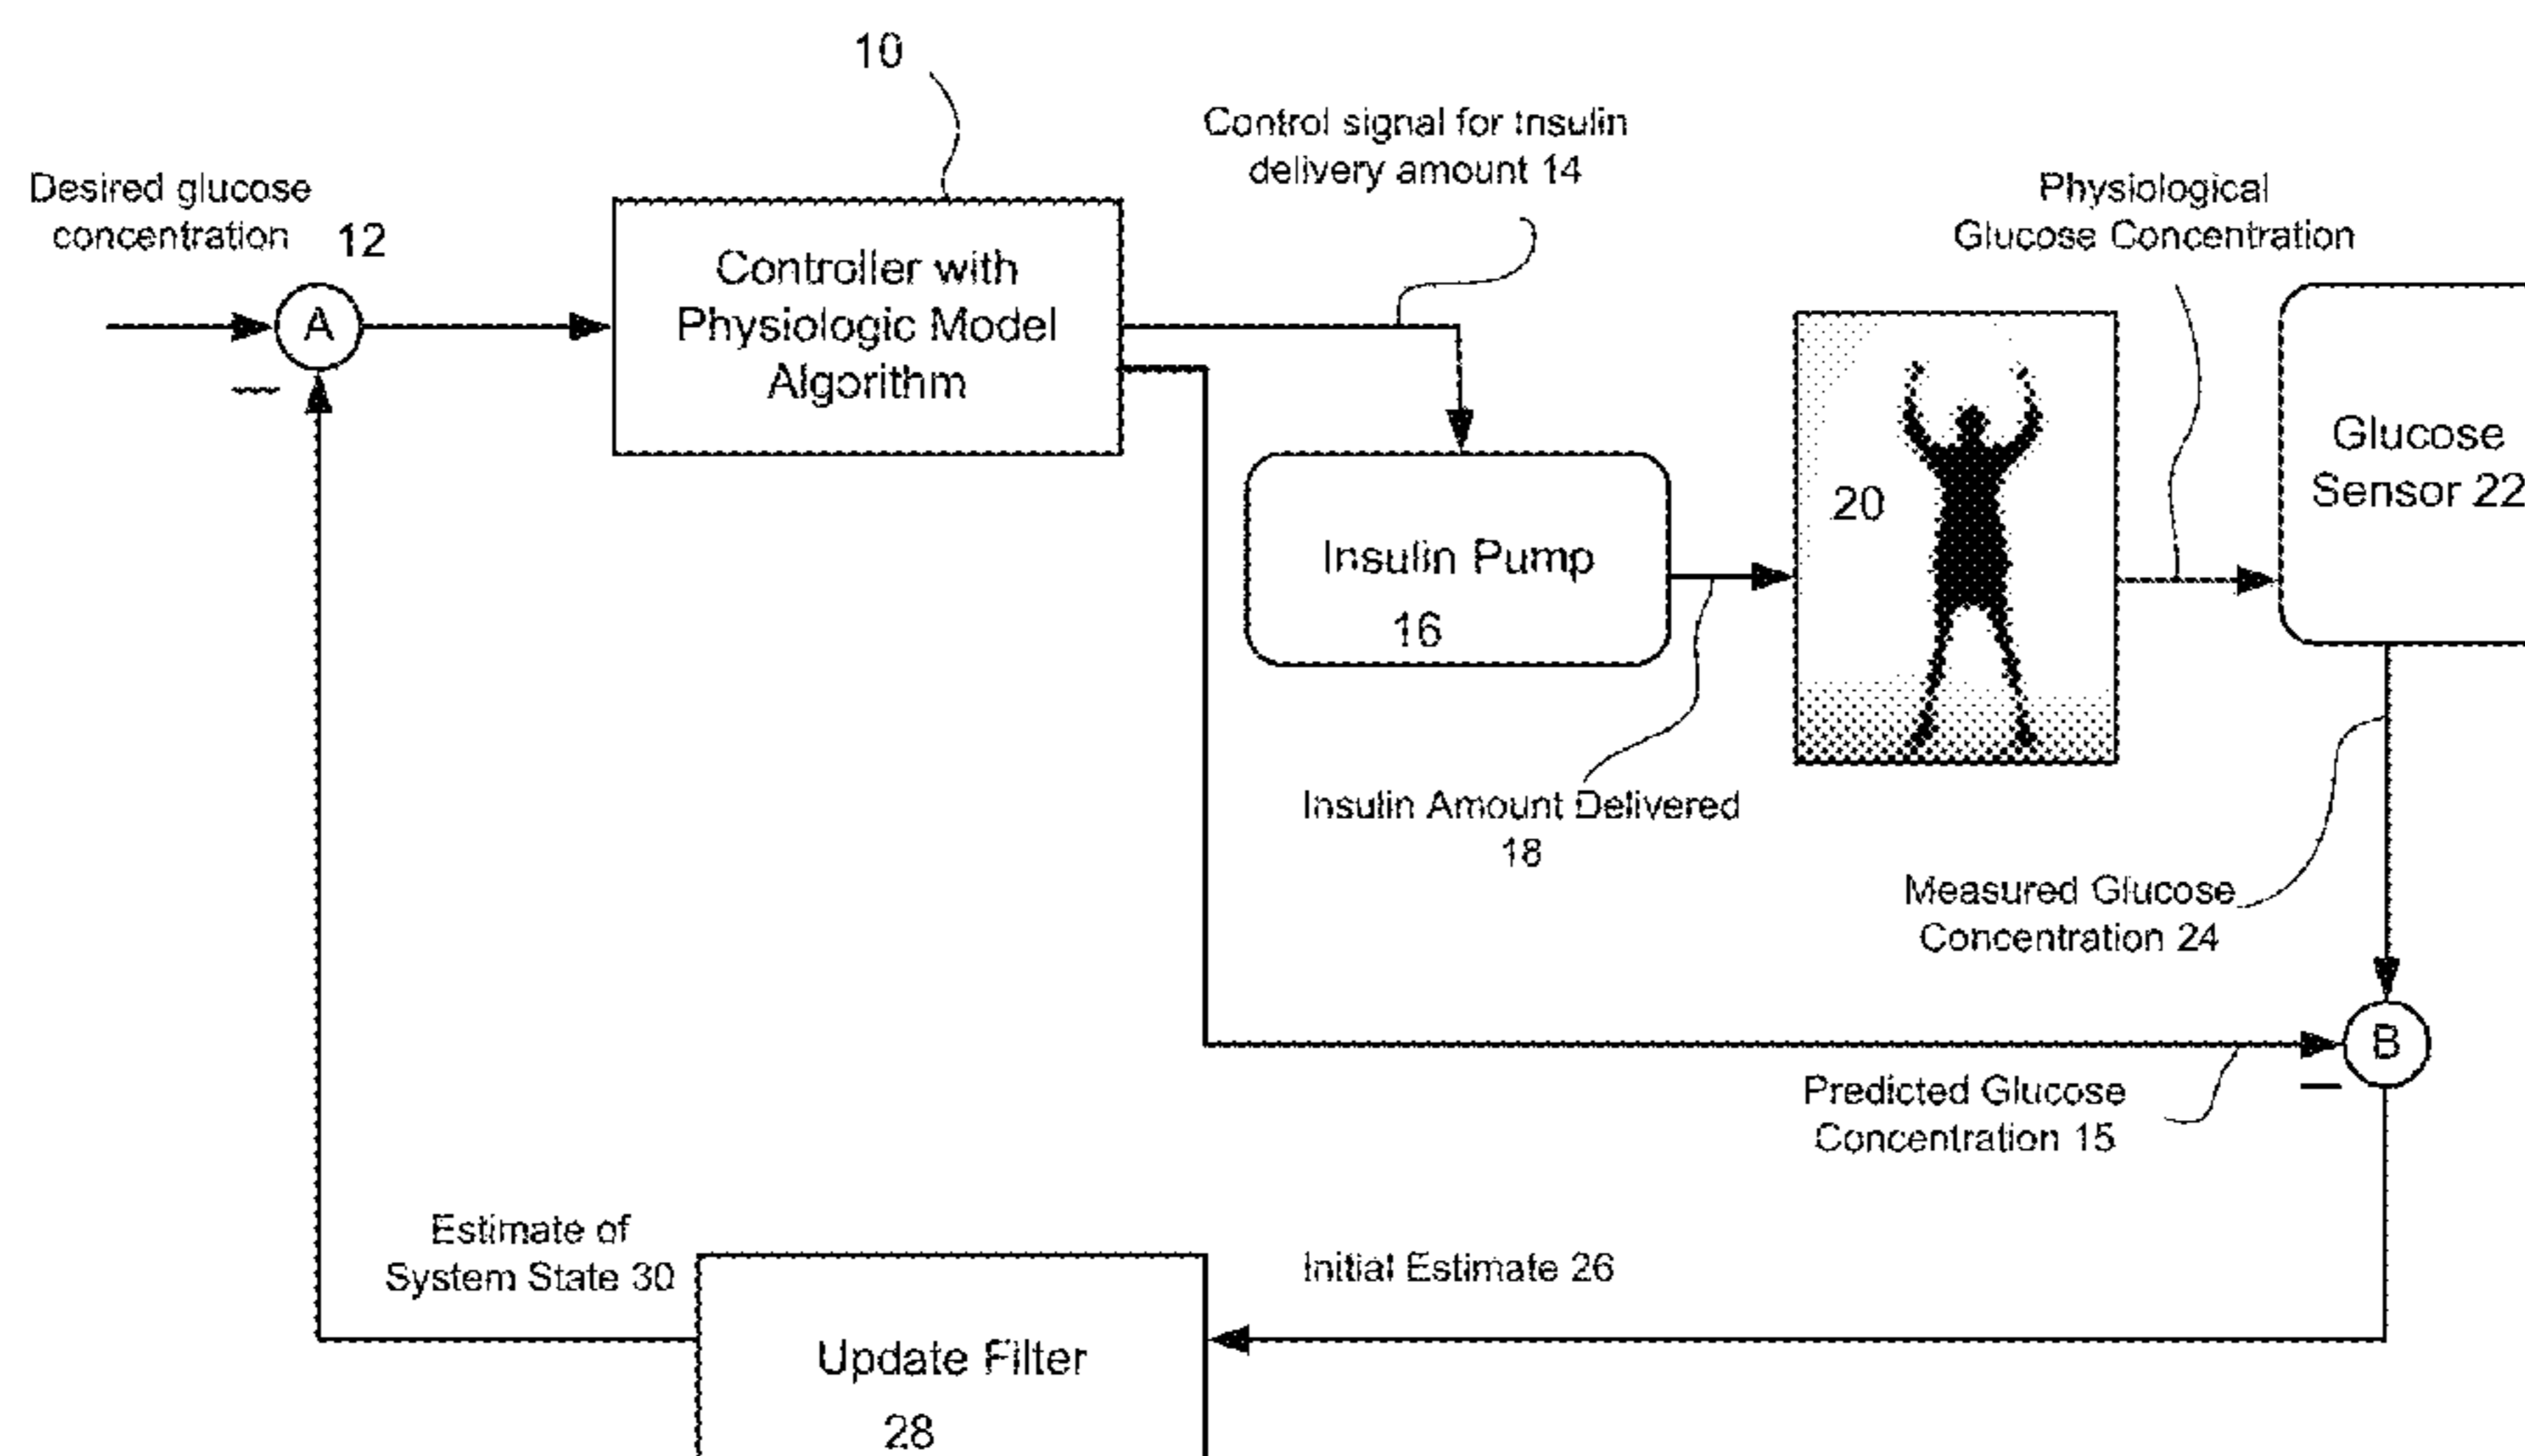 10
Control signal for Insulin
delivery amount 14
Desired glucose
concentration
12
Physiological
Glucose Concentration
Controller with
Physiologic Model
Algorithm
A
Glucose
Sensor 22
20
Insulin Pump
16
Insulin Amount Delivered
18
Measured Glucose
Concentration 24
B
Predicted Glucose
Concentration 15
Estimate of
System State 30
Initial Estimate 26
Update Filter
28